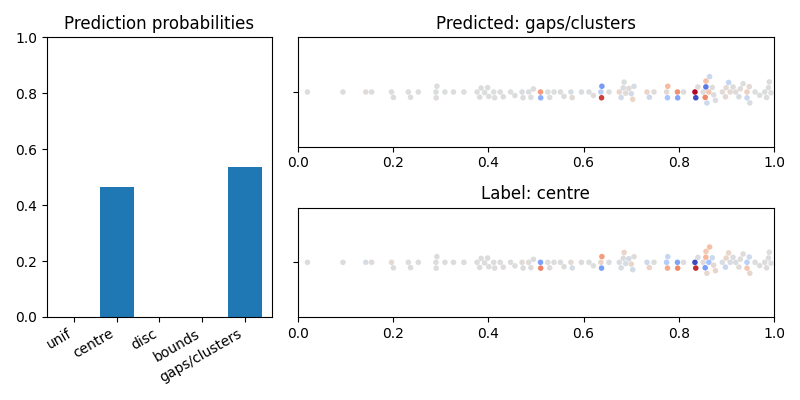 Prediction probabilities
1.0
0.8
0.6
0.4
0.2
0.0
unif
centre
disc
bounds
gaps/clusters
Predicted: gaps/clusters
0.0 0.2 0.4 0.6 0.8 1.0
Label: centre
0.0 0.2 0.4 0.6 0.8 1.0